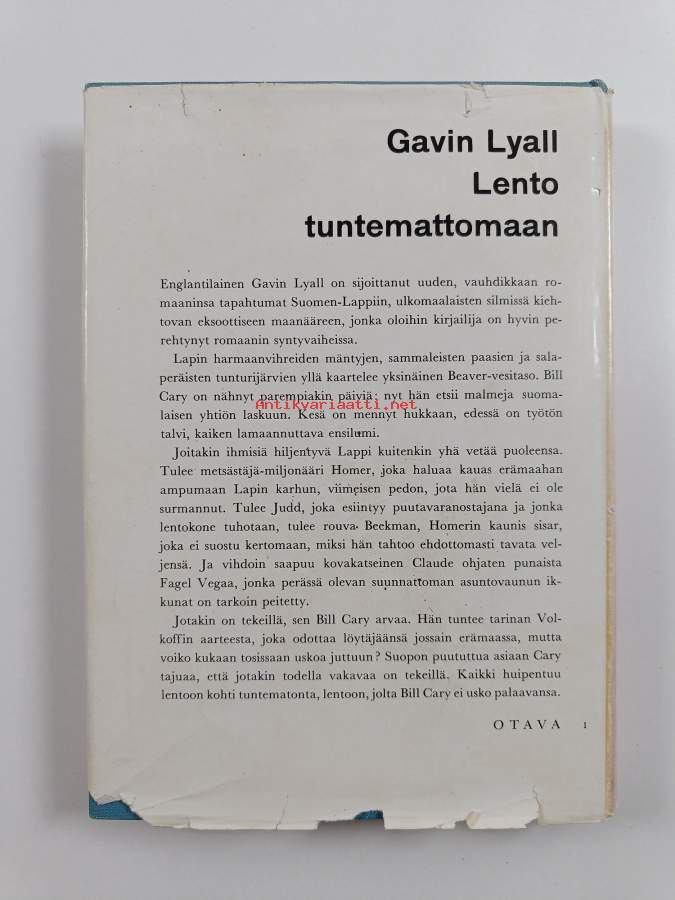 Gavin Lyall
Lento
tuntemattomaan
Englantilainen Gavin Lyall on sijoittanut uuden, vauhdikkaan ro-
maaninsa tapahtumat Suomen-Lappiin, ulkomaalaisten silmissä kieh-
tovan eksoottiseen maanääreen, jonka oloihin kirjailija on hyvin pe-
rehtynyt romaanin syntyvaiheissa.
Lapin harmaanvihreiden mäntyjen, sammaleisten paasien ja sala-
peräisten tunturijärvien yllä kaartelee yksinäinen Beaver-vesitaso. Bill
Cary on nähnyt parempiakin päiviä; nyt hän etsii malmeja suoma-
Antikvariaatti.net
laisen yhtiön laskuun. Kesä on mennyt hukkaan, edessä on työtön
talvi, kaiken lamaannuttava ensilumi.
Joitakin ihmisiä hiljentyvä Lappi kuitenkin yhä vetää puoleensa.
Tulee metsästäjä-miljonääri Homer, joka haluaa kauas erämaahan
ampumaan Lapin karhun, viimeisen pedon, jota hän vielä ei ole
surmannut. Tulee Judd, joka esiintyy puutavaranostajana ja jonka
lentokone tuhotaan, tulee rouva Beekman, Homerin kaunis sisar,
joka ei suostu kertomaan, miksi hän tahtoo ehdottomasti tavata vel-
jensä. Ja vihdoin saapuu kovakatseinen Claude ohjaten punaista
Fagel Vegaa, jonka perässä olevan suunnattoman asuntovaunun ik-
kunat on tarkoin peitetty.
Jotakin on tekeillä, sen Bill Cary arvaa. Hän tuntee tarinan Vol-
koffin aarteesta, joka odottaa löytäjäänsä jossain erämaassa, mutta
voiko kukaan tosissaan uskoa juttuun? Suopon puututtua asiaan Cary
tajuaa, että jotakin todella vakavaa on tekeillä. Kaikki huipentuu
lentoon kohti tuntematonta, lentoon, jolta Bill Cary ei usko palaavansa.
OTAVA 1